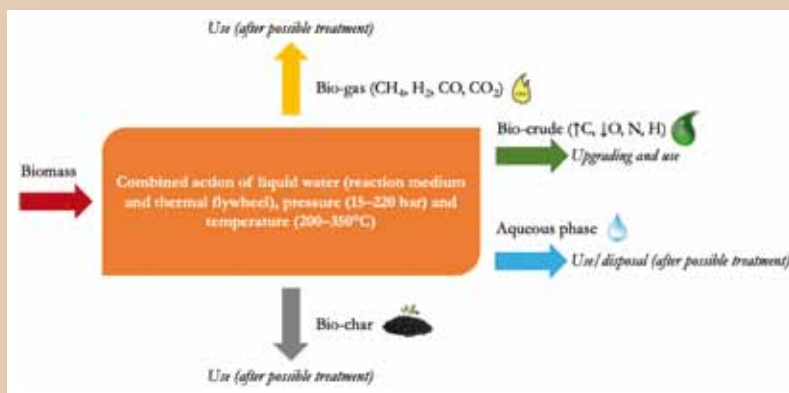 Use (after possible treatment)
Bio-gas (CH₄, H₂, CO, CO₂)
Bio-crude (↑C, ↓O, N, H)
Upgrading and use
Biomass
Combined action of liquid water (reaction medium
and thermal flywheel), pressure (15–220 bar) and
temperature (200–350°C)
Aqueous phase
Use/disposal (after possible treatment)
Bio-char
Use (after possible treatment)